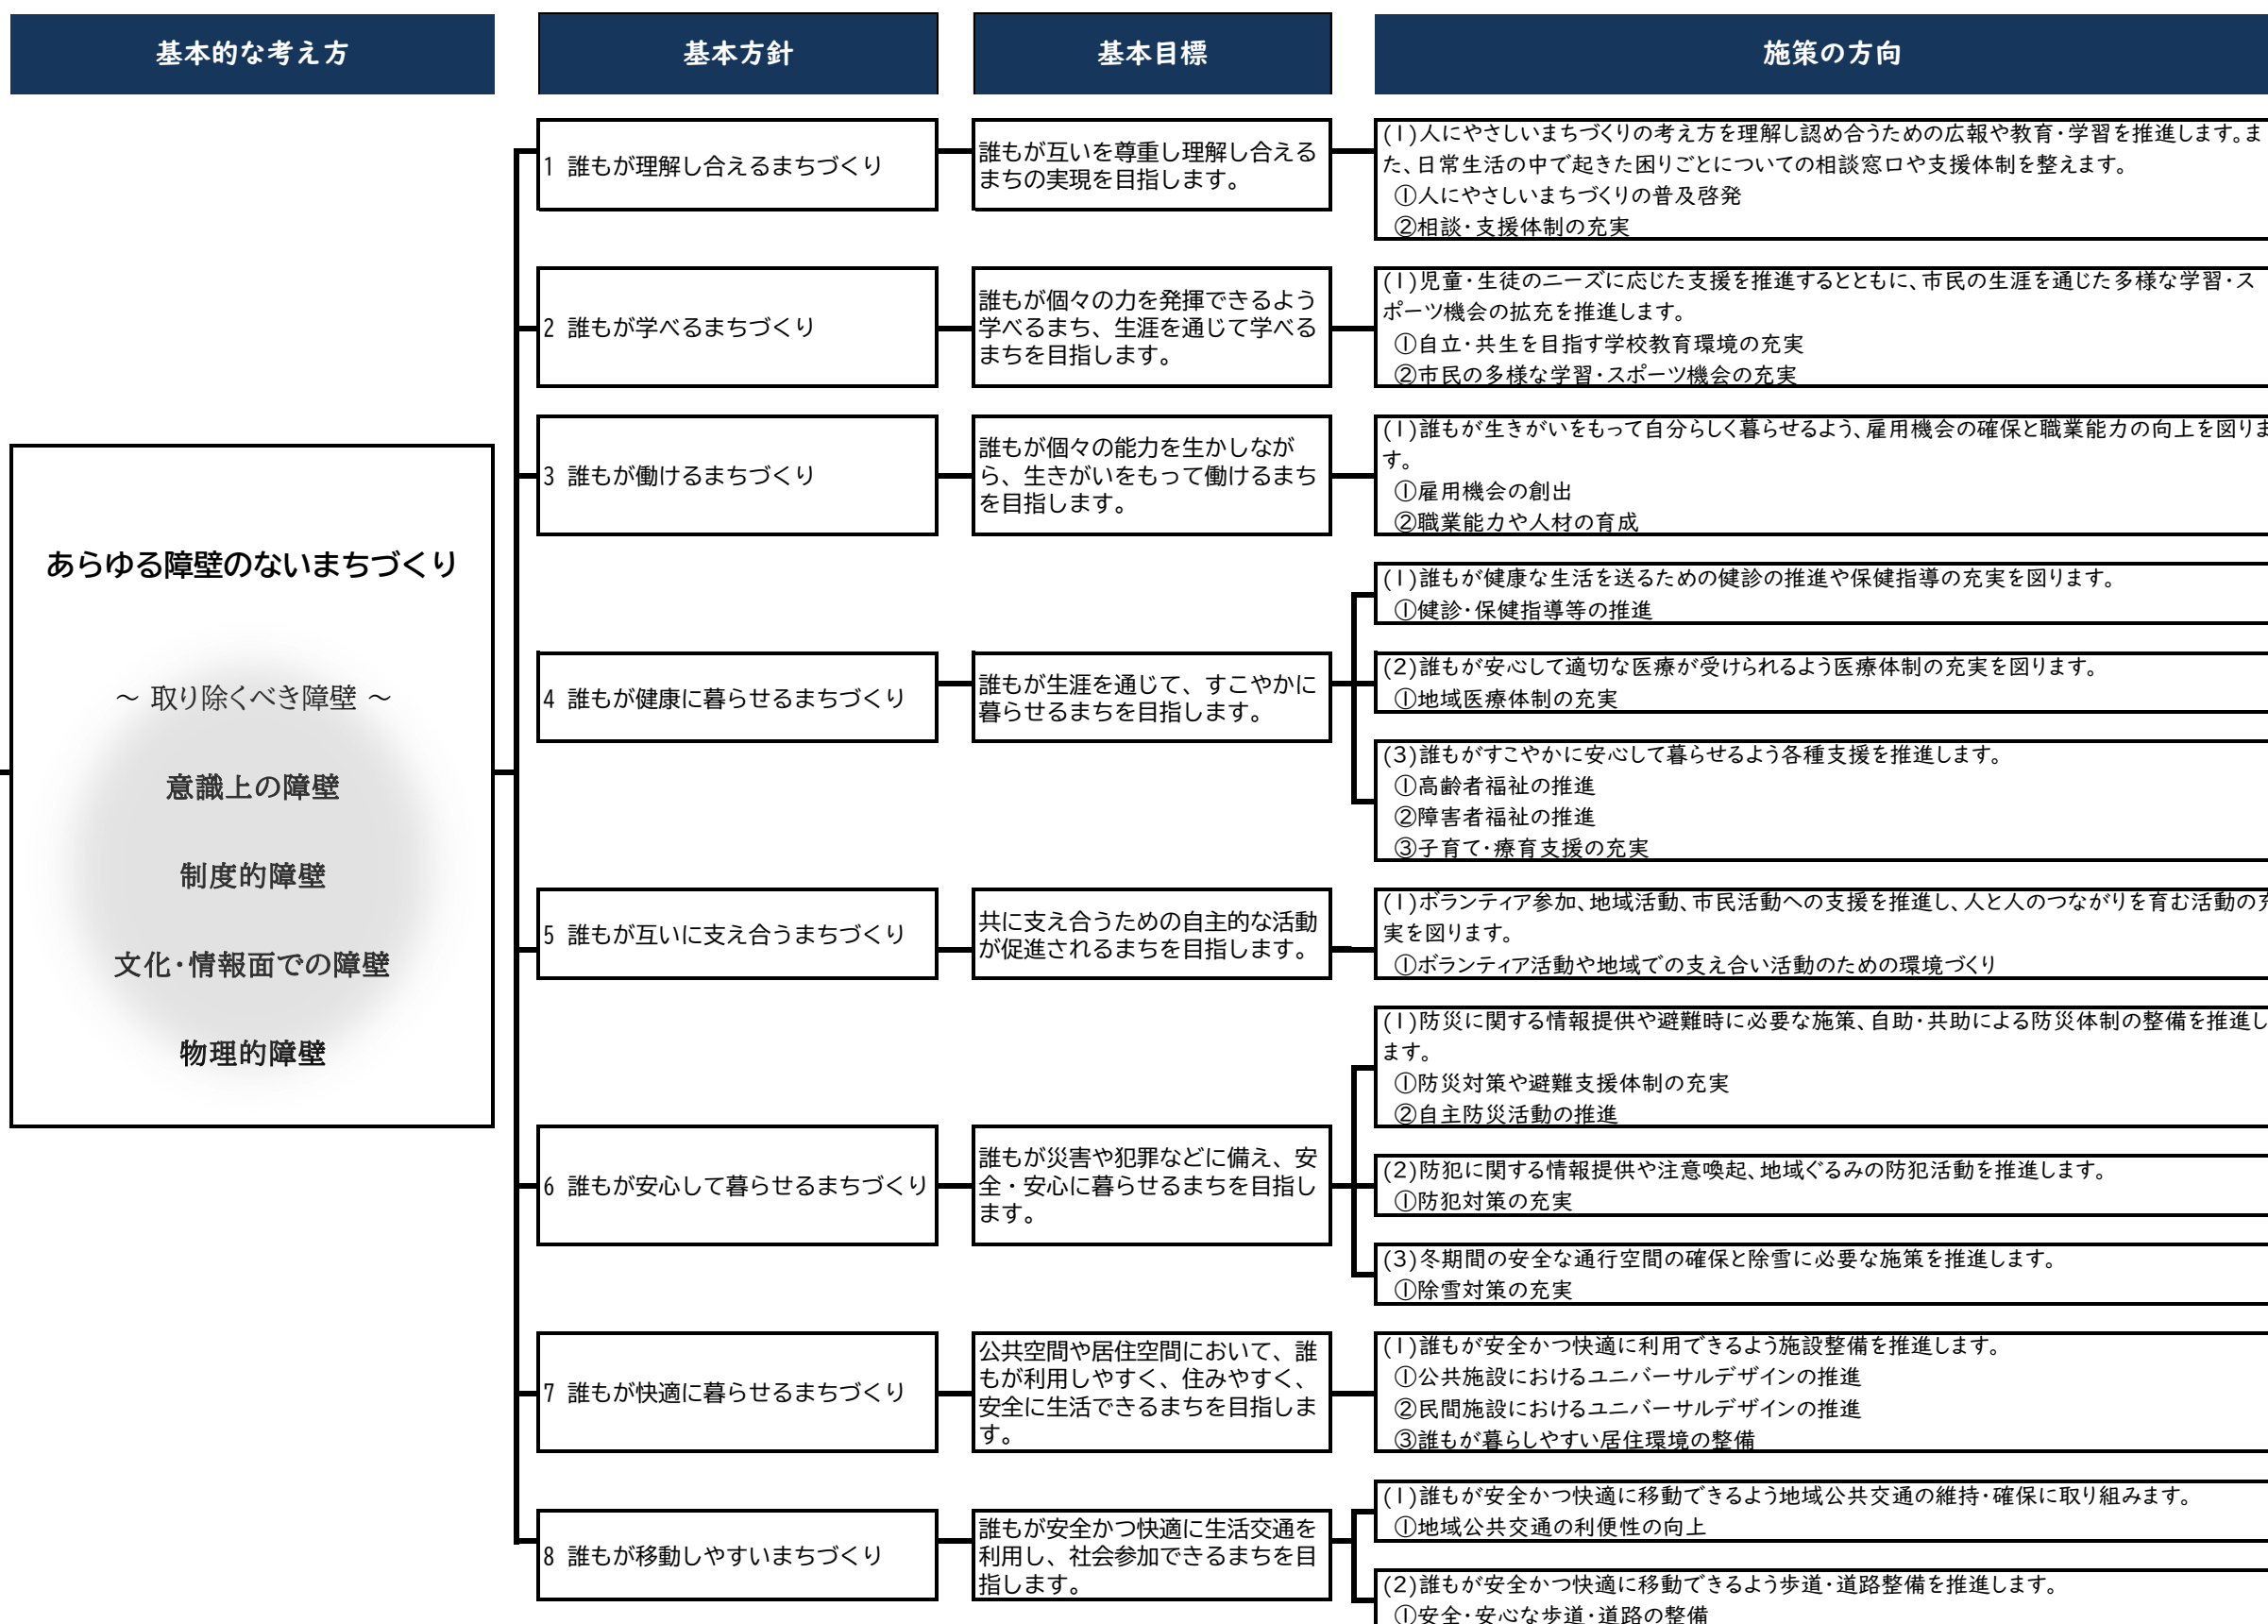 基本的な考え方
基本方針
基本目標
施策の方向
あらゆる障壁のないまちづくり
～ 取り除くべき障壁 ～
意識上の障壁
制度的障壁
文化・情報面での障壁
物理的障壁
1 誰もが理解し合えるまちづくり
誰もが互いを尊重し理解し合える
まちの実現を目指します。
(1)人にやさしいまちづくりの考え方を理解し認め合うための広報や教育・学習を推進します。ま
た、日常生活の中で起きた困りごとについての相談窓口や支援体制を整えます。
①人にやさしいまちづくりの普及啓発
②相談・支援体制の充実
2 誰もが学べるまちづくり
誰もが個々の力を発揮できるよう
学べるまち、生涯を通じて学べる
まちを目指します。
(1)児童・生徒のニーズに応じた支援を推進するとともに、市民の生涯を通じた多様な学習・ス
ポーツ機会の拡充を推進します。
①自立・共生を目指す学校教育環境の充実
②市民の多様な学習・スポーツ機会の充実
3 誰もが働けるまちづくり
誰もが個々の能力を生かしなが
ら、生きがいをもって働けるまち
を目指します。
(1)誰もが生きがいをもって自分らしく暮らせるよう、雇用機会の確保と職業能力の向上を図りま
す。
①雇用機会の創出
②職業能力や人材の育成
4 誰もが健康に暮らせるまちづくり
誰もが生涯を通じて、すこやかに
暮らせるまちを目指します。
(1)誰もが健康な生活を送るための健診の推進や保健指導の充実を図ります。
①健診・保健指導等の推進
(2)誰もが安心して適切な医療が受けられるよう医療体制の充実を図ります。
①地域医療体制の充実
(3)誰もがすこやかに安心して暮らせるよう各種支援を推進します。
①高齢者福祉の推進
②障害者福祉の推進
③子育て・療育支援の充実
5 誰もが互いに支え合うまちづくり
共に支え合うための自主的な活動
が促進されるまちを目指します。
(1)ボランティア参加、地域活動、市民活動への支援を推進し、人と人のつながりを育む活動の充
実を図ります。
①ボランティア活動や地域での支え合い活動のための環境づくり
6 誰もが安心して暮らせるまちづくり
誰もが災害や犯罪などに備え、安
全・安心に暮らせるまちを目指し
ます。
(1)防災に関する情報提供や避難時に必要な施策、自助・共助による防災体制の整備を推進し
ます。
①防災対策や避難支援体制の充実
②自主防災活動の推進
(2)防犯に関する情報提供や注意喚起、地域ぐるみの防犯活動を推進します。
①防犯対策の充実
(3)冬期間の安全な通行空間の確保と除雪に必要な施策を推進します。
①除雪対策の充実
7 誰もが快適に暮らせるまちづくり
公共空間や居住空間において、誰
もが利用しやすく、住みやすく、
安全に生活できるまちを目指しま
す。
(1)誰もが安全かつ快適に利用できるよう施設整備を推進します。
①公共施設におけるユニバーサルデザインの推進
②民間施設におけるユニバーサルデザインの推進
③誰もが暮らしやすい居住環境の整備
8 誰もが移動しやすいまちづくり
誰もが安全かつ快適に生活交通を
利用し、社会参加できるまちを目
指します。
(1)誰もが安全かつ快適に移動できるよう地域公共交通の維持・確保に取り組みます。
①地域公共交通の利便性の向上
(2)誰もが安全かつ快適に移動できるよう歩道・道路整備を推進します。
①安全・安心な歩道・道路の整備